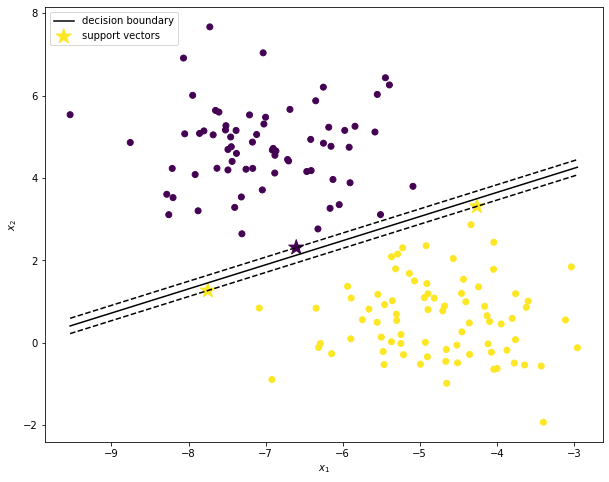 decision boundary
support vectors
8
6
4
2
0
−2
x₂
−9 −8 −7 −6 −5 −4 −3
x₁